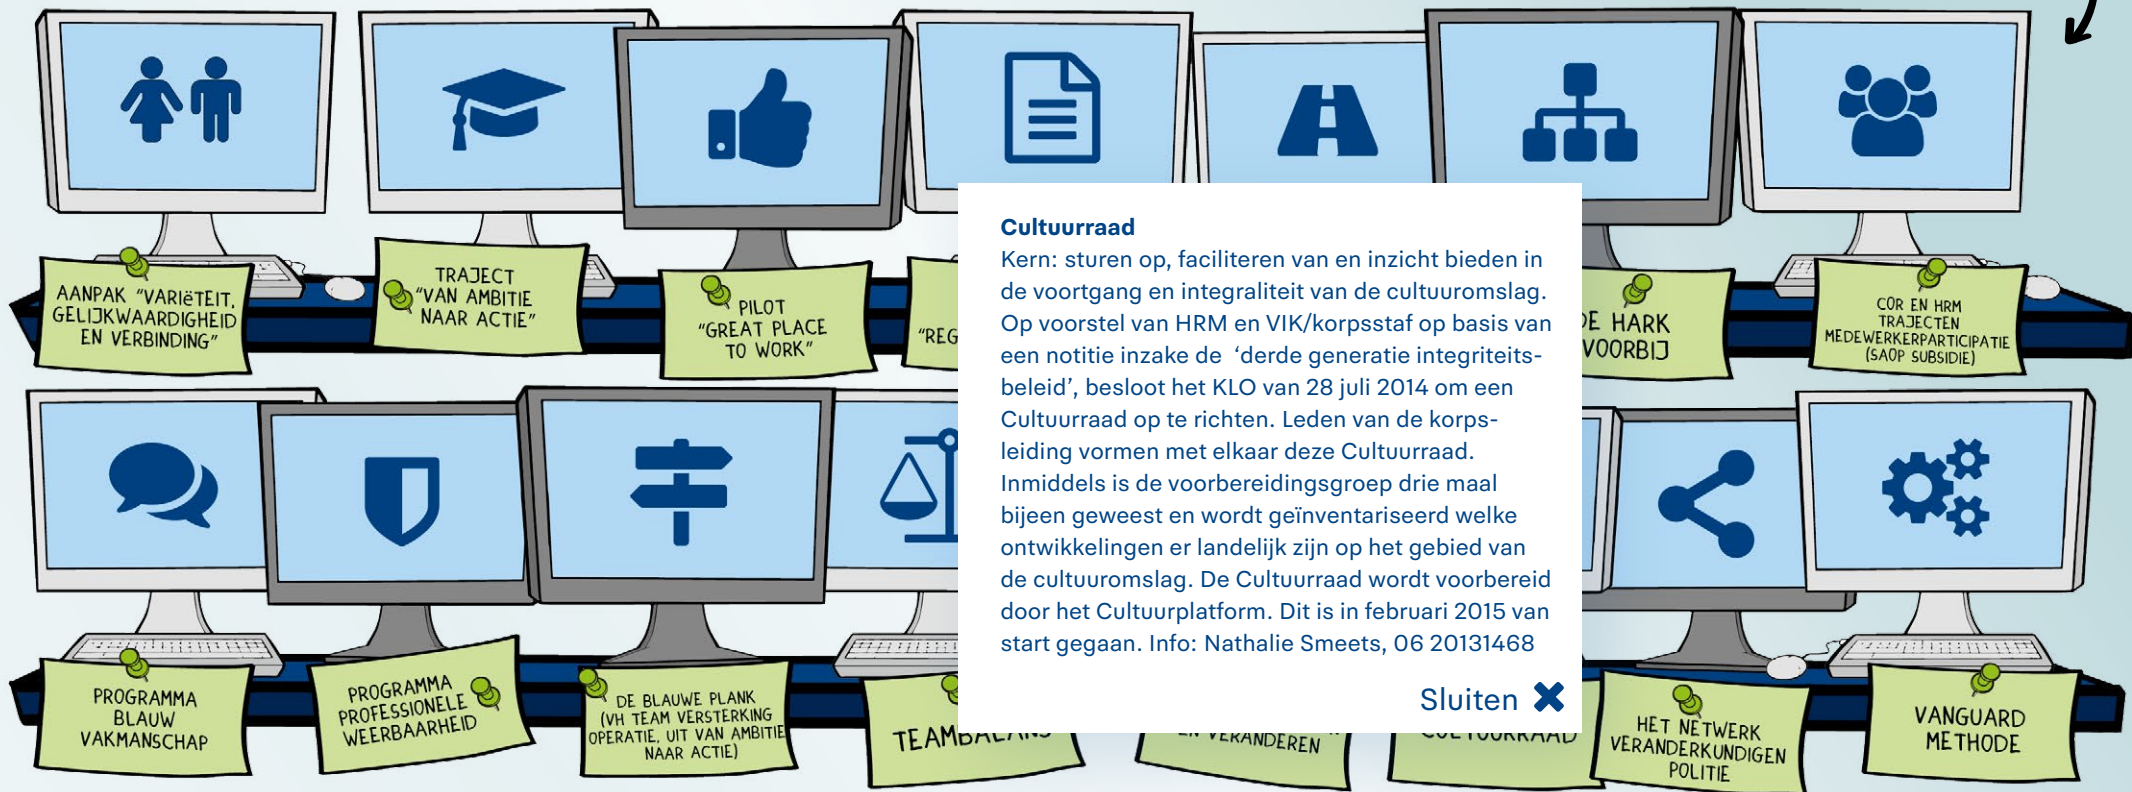 AANPAK "VARIËTEIT,
GELIJKWAARDIGHEID
EN VERBINDING"
TRAJECT
"VAN AMBITIE
NAAR ACTIE"
PILOT
"GREAT PLACE
TO WORK"
"REG
HARK
VOORBIJ
COR EN HRM
TRAJECTEN
MEDEWERKERPARTICIPATIE
(SAOP SUBSIDIE)
Cultuurraad
Kern: sturen op, faciliteren van en inzicht bieden in
de voortgang en integraliteit van de cultuuromslag.
Op voorstel van HRM en VIK/korpsstaf op basis van
een notitie inzake de ‘derde generatie integriteits-
beleid’, besloot het KLO van 28 juli 2014 om een
Cultuurraad op te richten. Leden van de korps-
leiding vormen met elkaar deze Cultuurraad.
Inmiddels is de voorbereidingsgroep drie maal
bijeen geweest en wordt geïnventariseerd welke
ontwikkelingen er landelijk zijn op het gebied van
de cultuuromslag. De Cultuurraad wordt voorbereid
door het Cultuurplatform. Dit is in februari 2015 van
start gegaan. Info: Nathalie Smeets, 06 20131468
Sluiten
PROGRAMMA
BLAUW
VAKMANSCHAP
PROGRAMMA
PROFESSIONELE
WEERBAARHEID
DE BLAUWE PLANK
(VH TEAM VERSTERKING
OPERATIE, UIT VAN AMBITIE
NAAR ACTIE)
TEAMBALANS
EN VERANDEREN
CULTUURRAAD
HET NETWERK
VERANDERKUNDIGEN
POLITIE
VANGUARD
METHODE